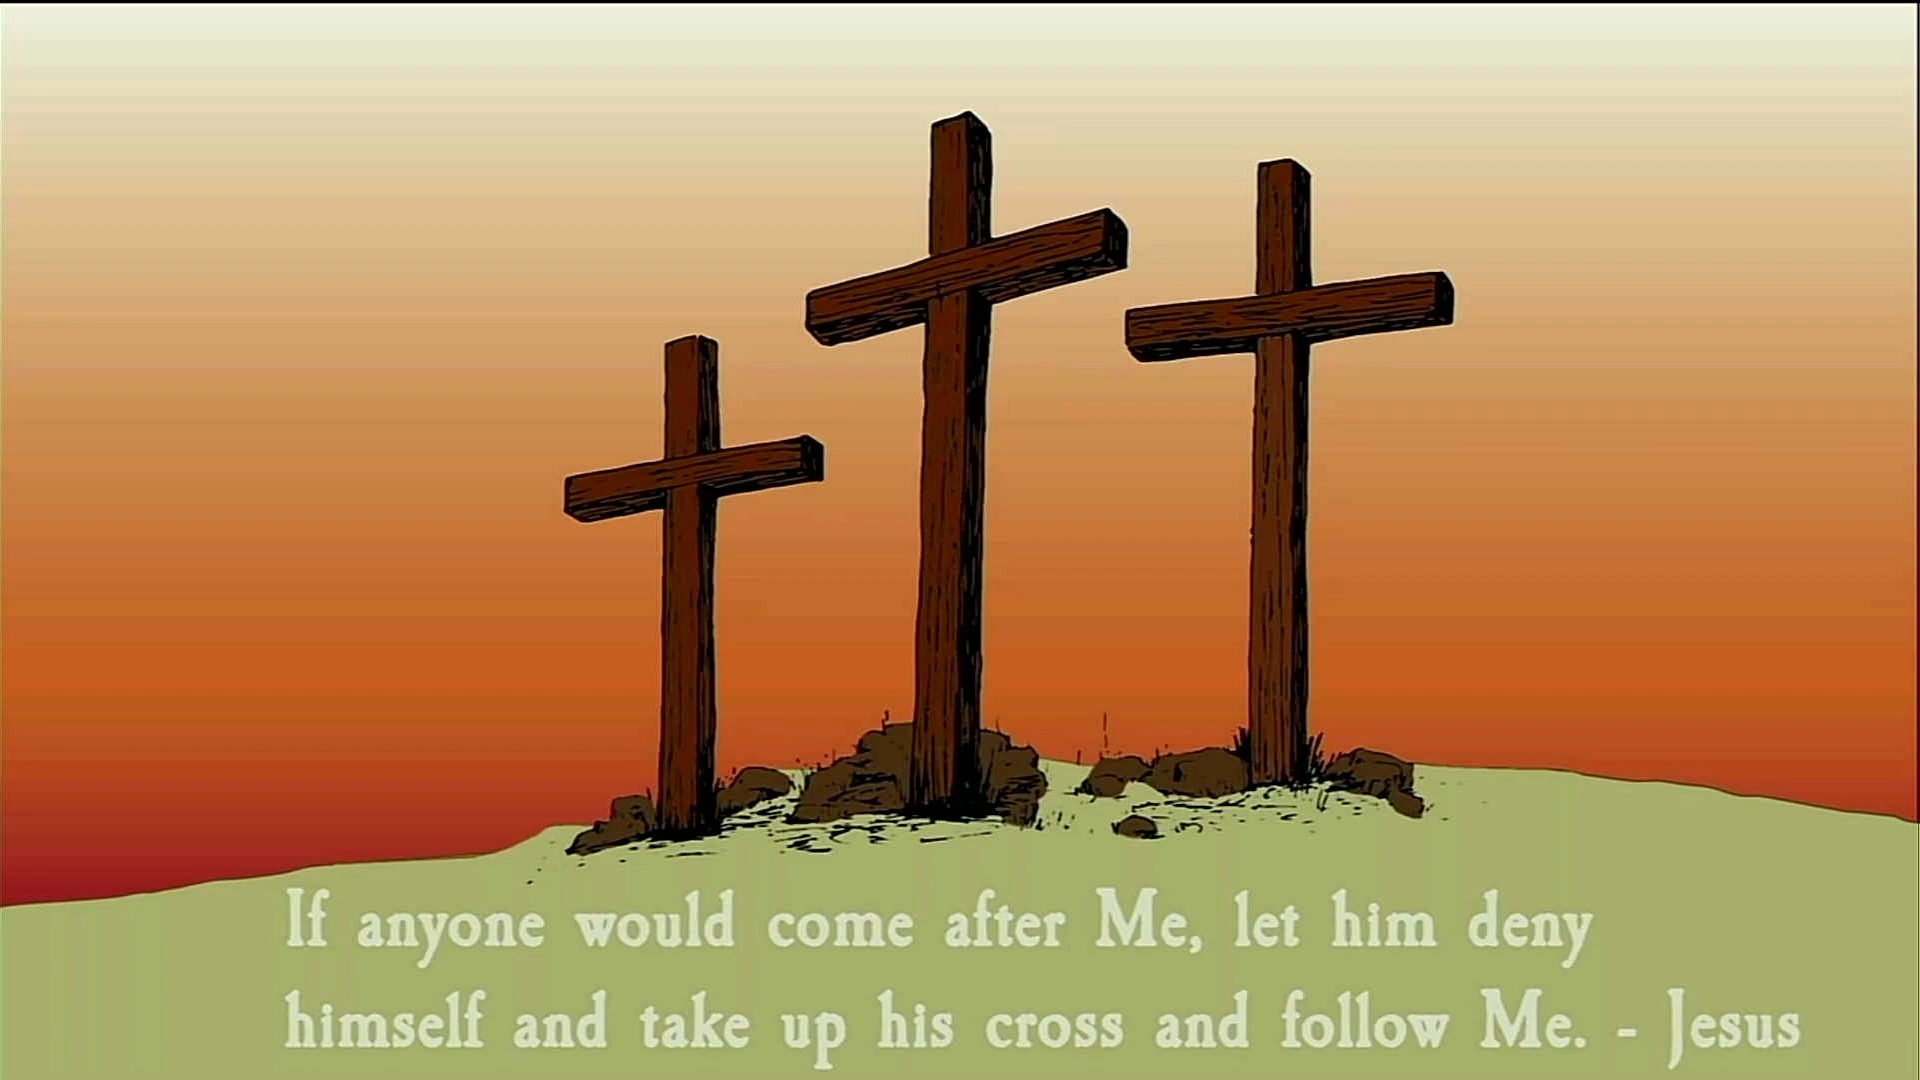 If anyone would come after Me, let him deny
himself and take up his cross and follow Me. - Jesus